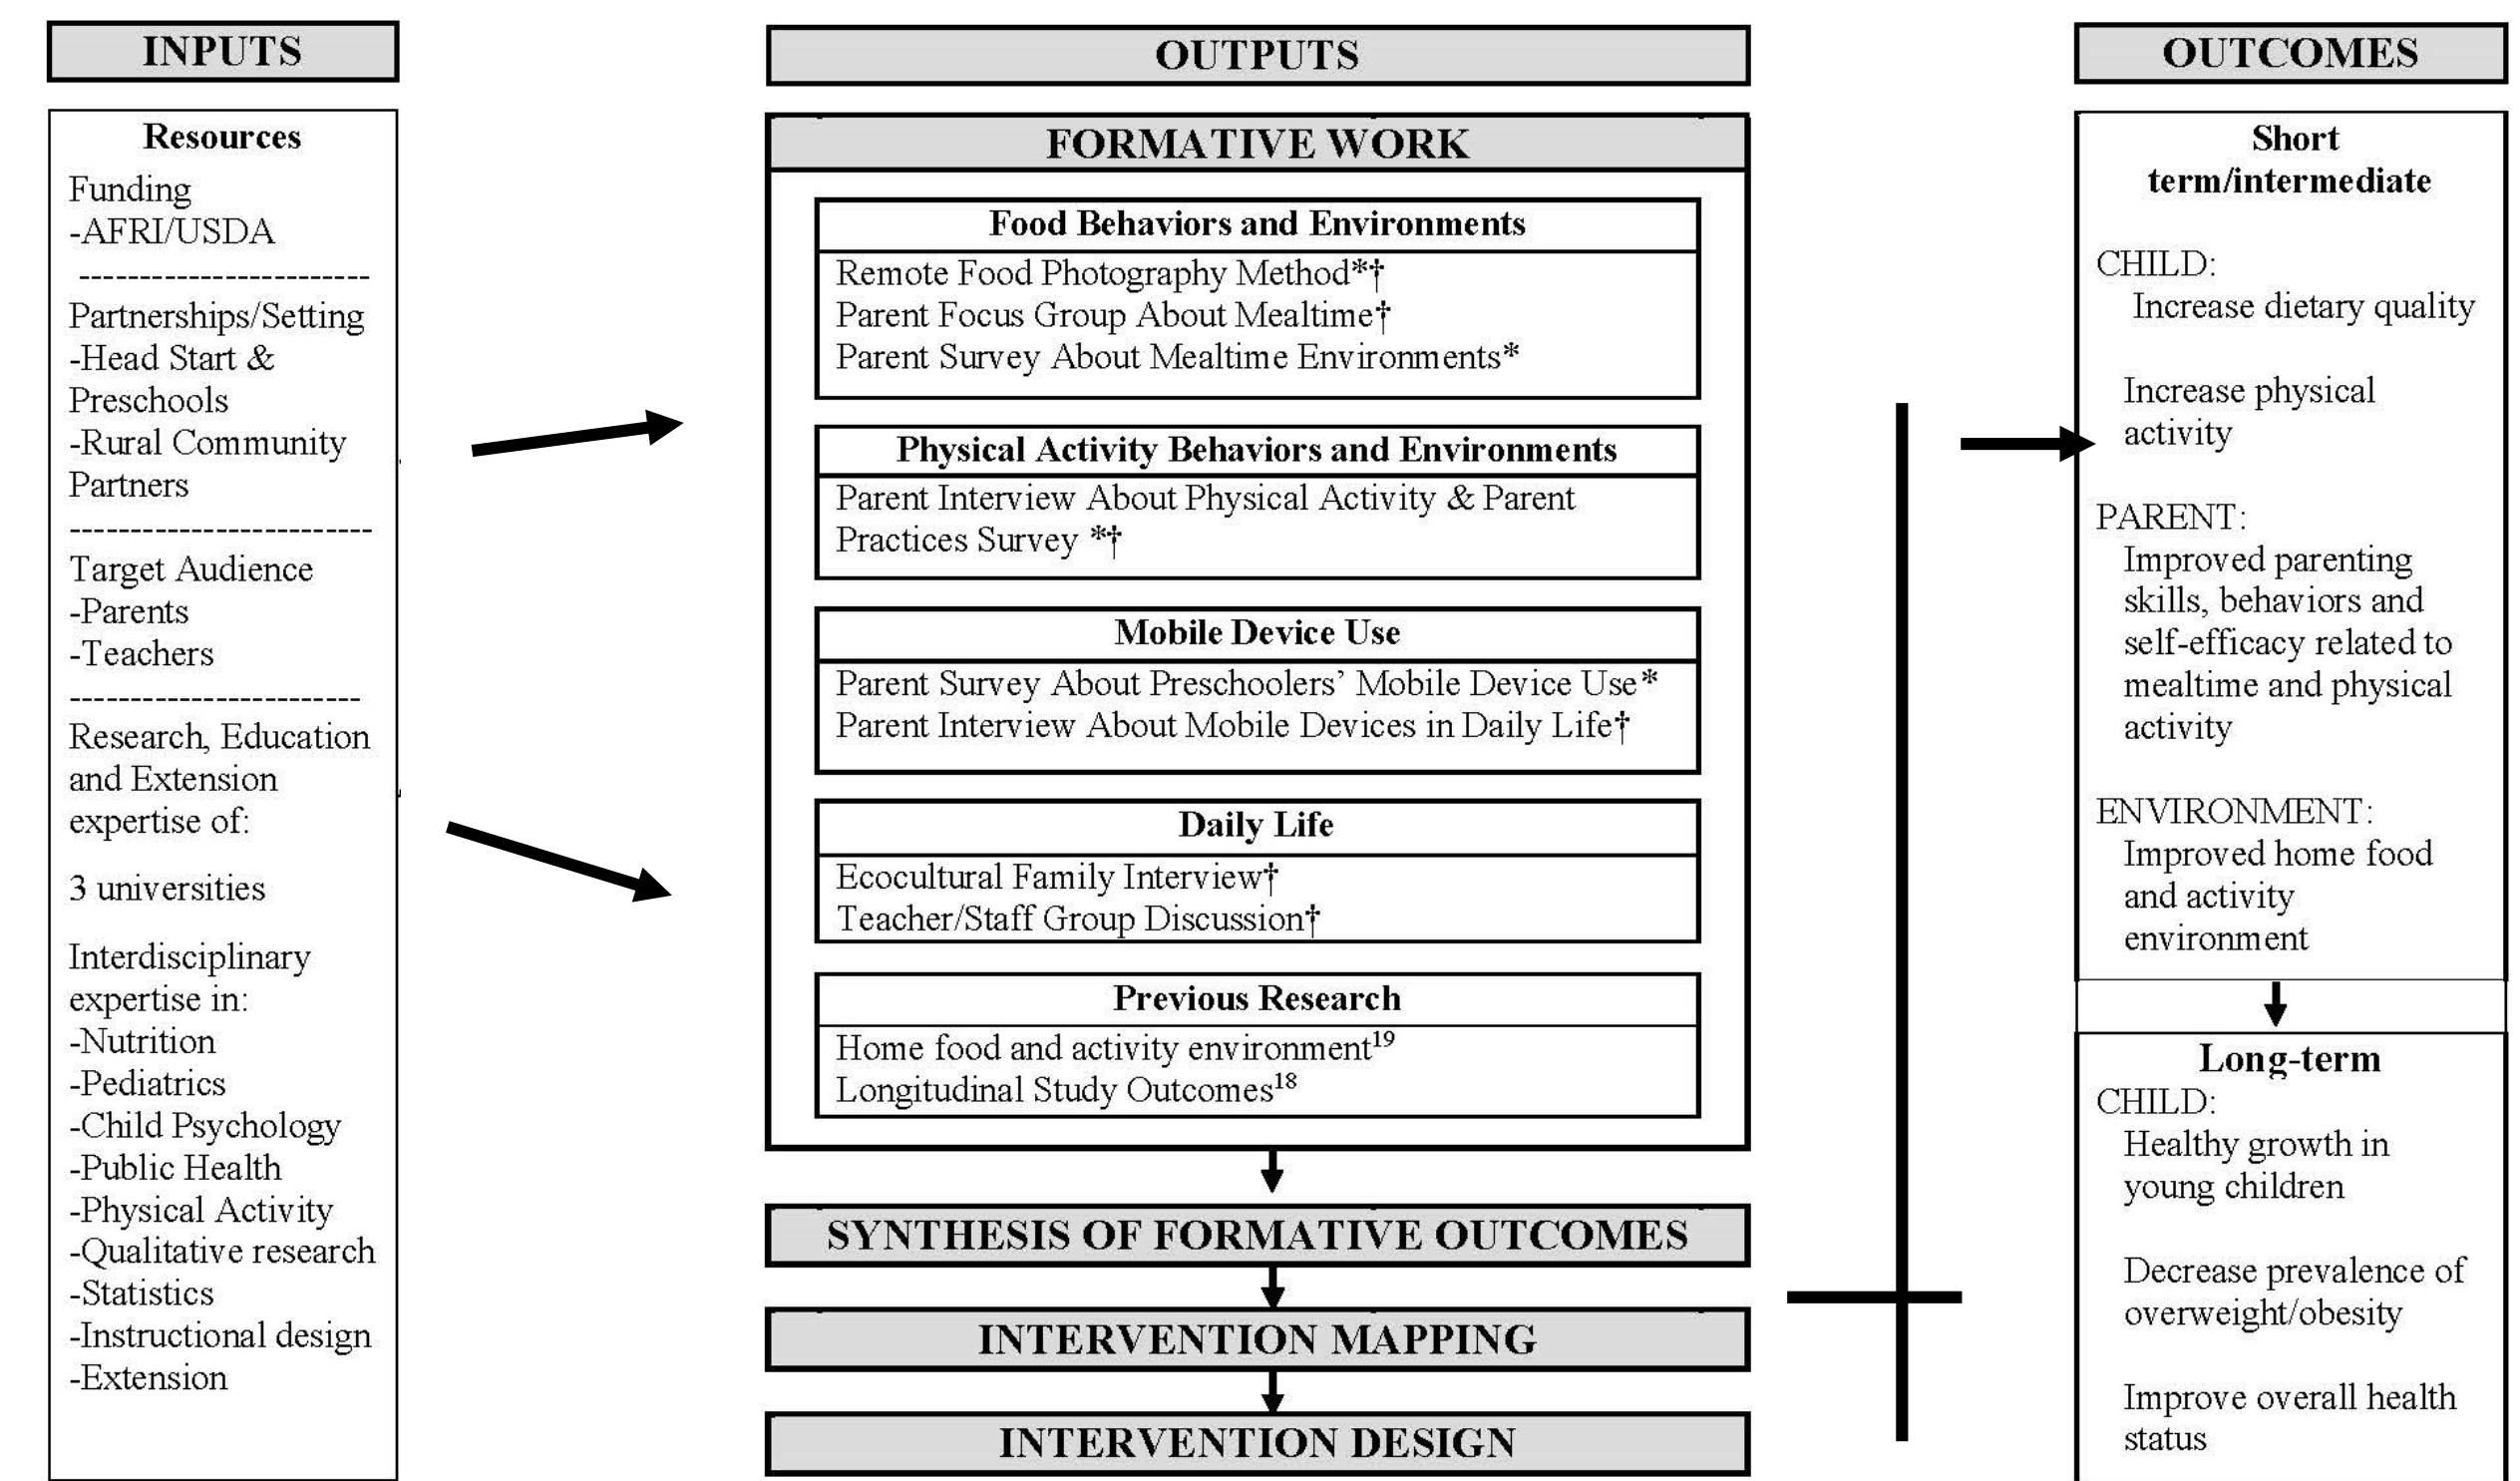 INPUTS
Resources
Funding
-AFRI/USDA
------------------------
Partnerships/Setting
-Head Start &
Preschools
-Rural Community
Partners
-------------------------
Target Audience
-Parents
-Teachers
------------------------
Research, Education
and Extension
expertise of:
3 universities
Interdisciplinary
expertise in:
-Nutrition
-Pediatrics
-Child Psychology
-Public Health
-Physical Activity
-Qualitative research
-Statistics
-Instructional design
-Extension
OUTPUTS
FORMATIVE WORK
Food Behaviors and Environments
Remote Food Photography Method*†
Parent Focus Group About Mealtime†
Parent Survey About Mealtime Environments*
Physical Activity Behaviors and Environments
Parent Interview About Physical Activity & Parent
Practices Survey *†
Mobile Device Use
Parent Survey About Preschoolers’ Mobile Device Use*
Parent Interview About Mobile Devices in Daily Life†
Daily Life
Ecocultural Family Interview†
Teacher/Staff Group Discussion†
Previous Research
Home food and activity environment¹⁹
Longitudinal Study Outcomes¹⁸
SYNTHESIS OF FORMATIVE OUTCOMES
INTERVENTION MAPPING
INTERVENTION DESIGN
OUTCOMES
Short
term/intermediate
CHILD:
Increase dietary quality
Increase physical
activity
PARENT:
Improved parenting
skills, behaviors and
self-efficacy related to
mealtime and physical
activity
ENVIRONMENT:
Improved home food
and activity
environment
Long-term
CHILD:
Healthy growth in
young children
Decrease prevalence of
overweight/obesity
Improve overall health
status